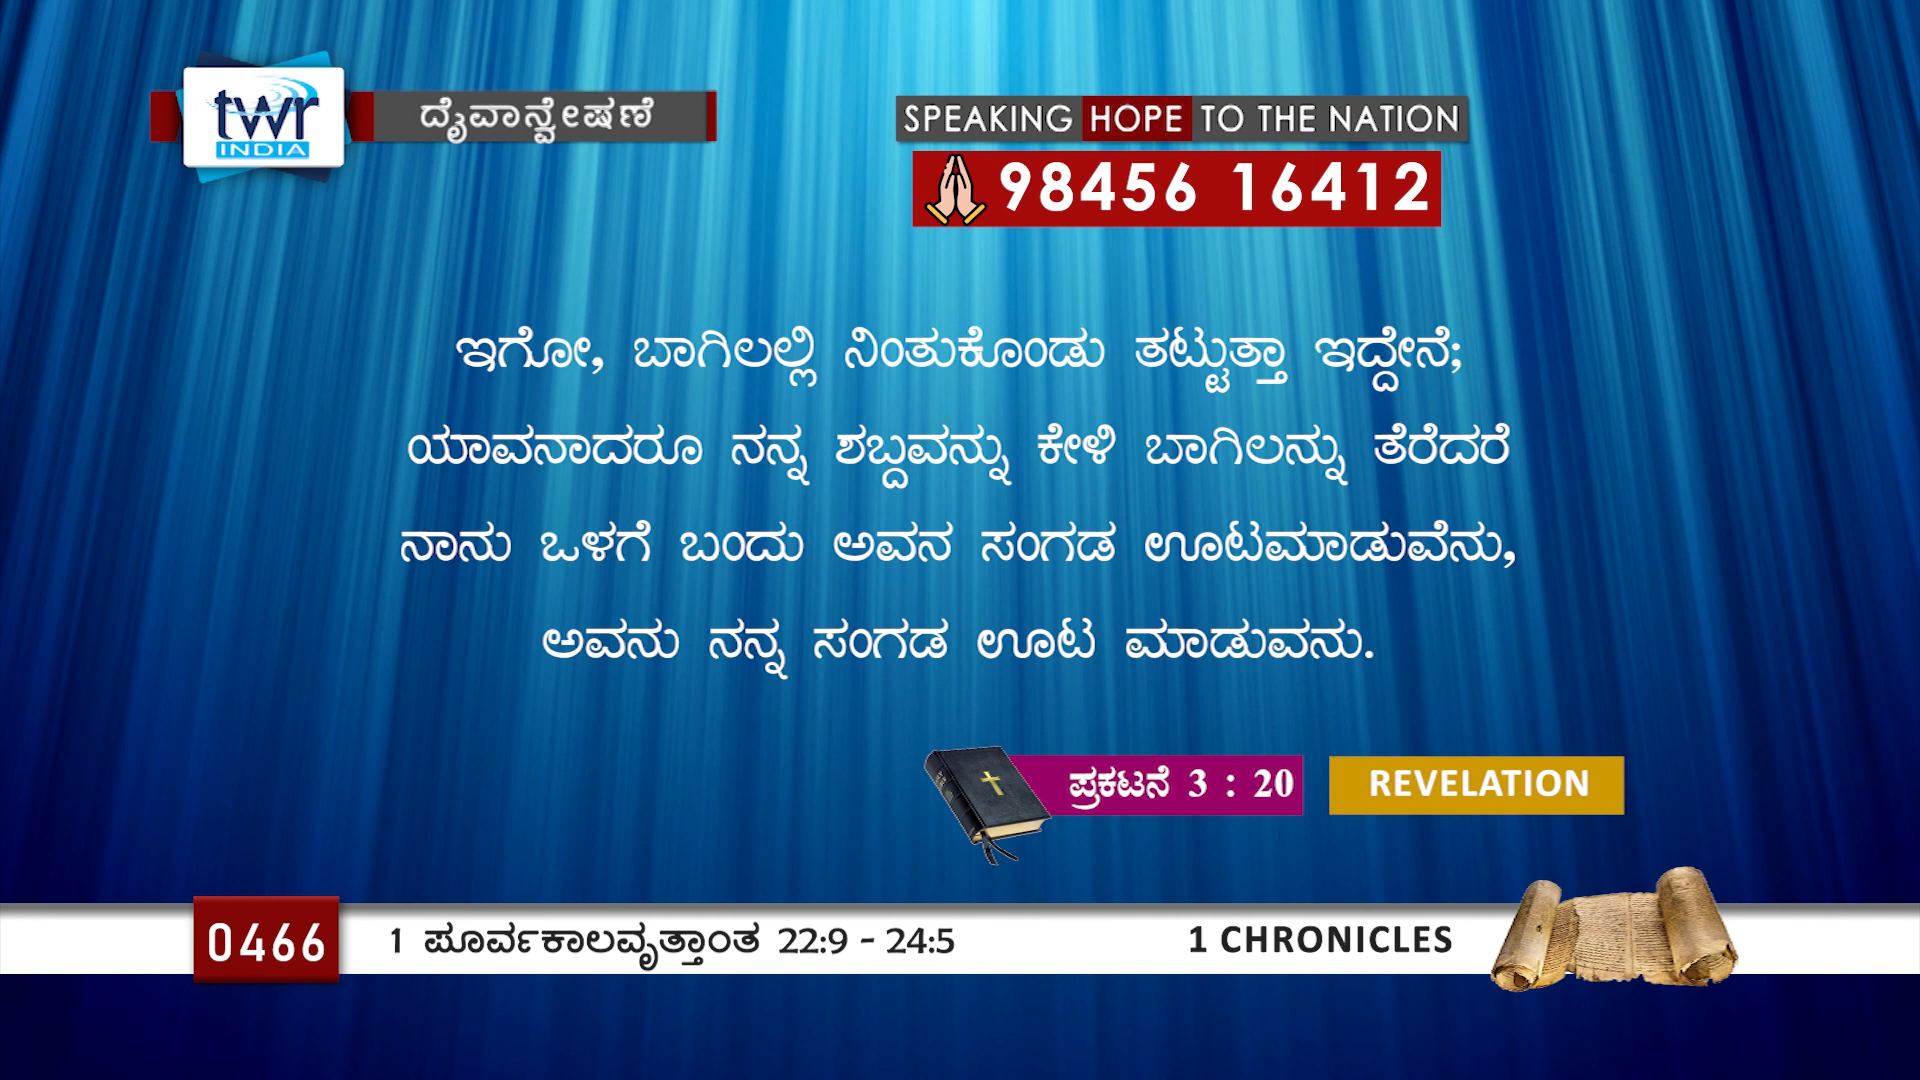 twr
INDIA
ದೈವಾನ್ವೇಷಣೆ
SPEAKING HOPE TO THE NATION
98456 16412
ಇಗೋ, ಬಾಗಿಲಲ್ಲಿ ನಿಂತುಕೊಂಡು ತಟ್ಟುತ್ತಾ ಇದ್ದೇನೆ;
ಯಾವನಾದರೂ ನನ್ನ ಶಬ್ದವನ್ನು ಕೇಳಿ ಬಾಗಿಲನ್ನು ತೆರೆದರೆ
ನಾನು ಒಳಗೆ ಬಂದು ಅವನ ಸಂಗಡ ಊಟಮಾಡುವೆನು,
ಅವನು ನನ್ನ ಸಂಗಡ ಊಟ ಮಾಡುವನು.
ಪ್ರಕಟನೆ 3 : 20 REVELATION
0466 1 ಪೂರ್ವಕಾಲವೃತ್ತಾಂತ 22:9 - 24:5 1 CHRONICLES